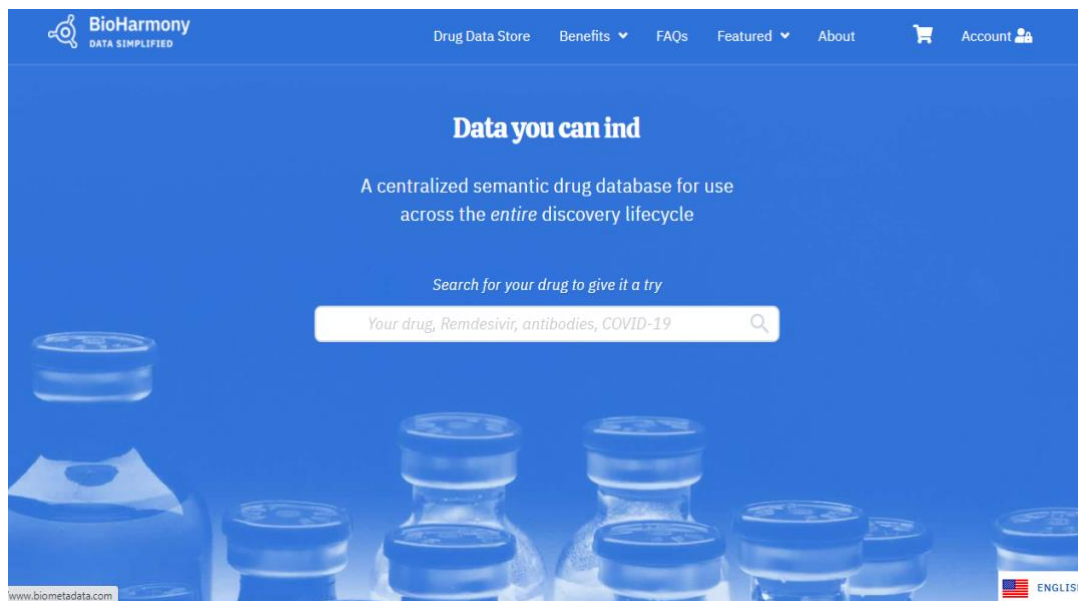 BioHarmony
DATA SIMPLIFIED
Drug Data Store Benefits FAQs Featured About Account
Data you can ind
A centralized semantic drug database for use
across the entire discovery lifecycle
Search for your drug to give it a try
Your drug, Remdesivir, antibodies, COVID-19
www.biometadata.com
ENGLISH